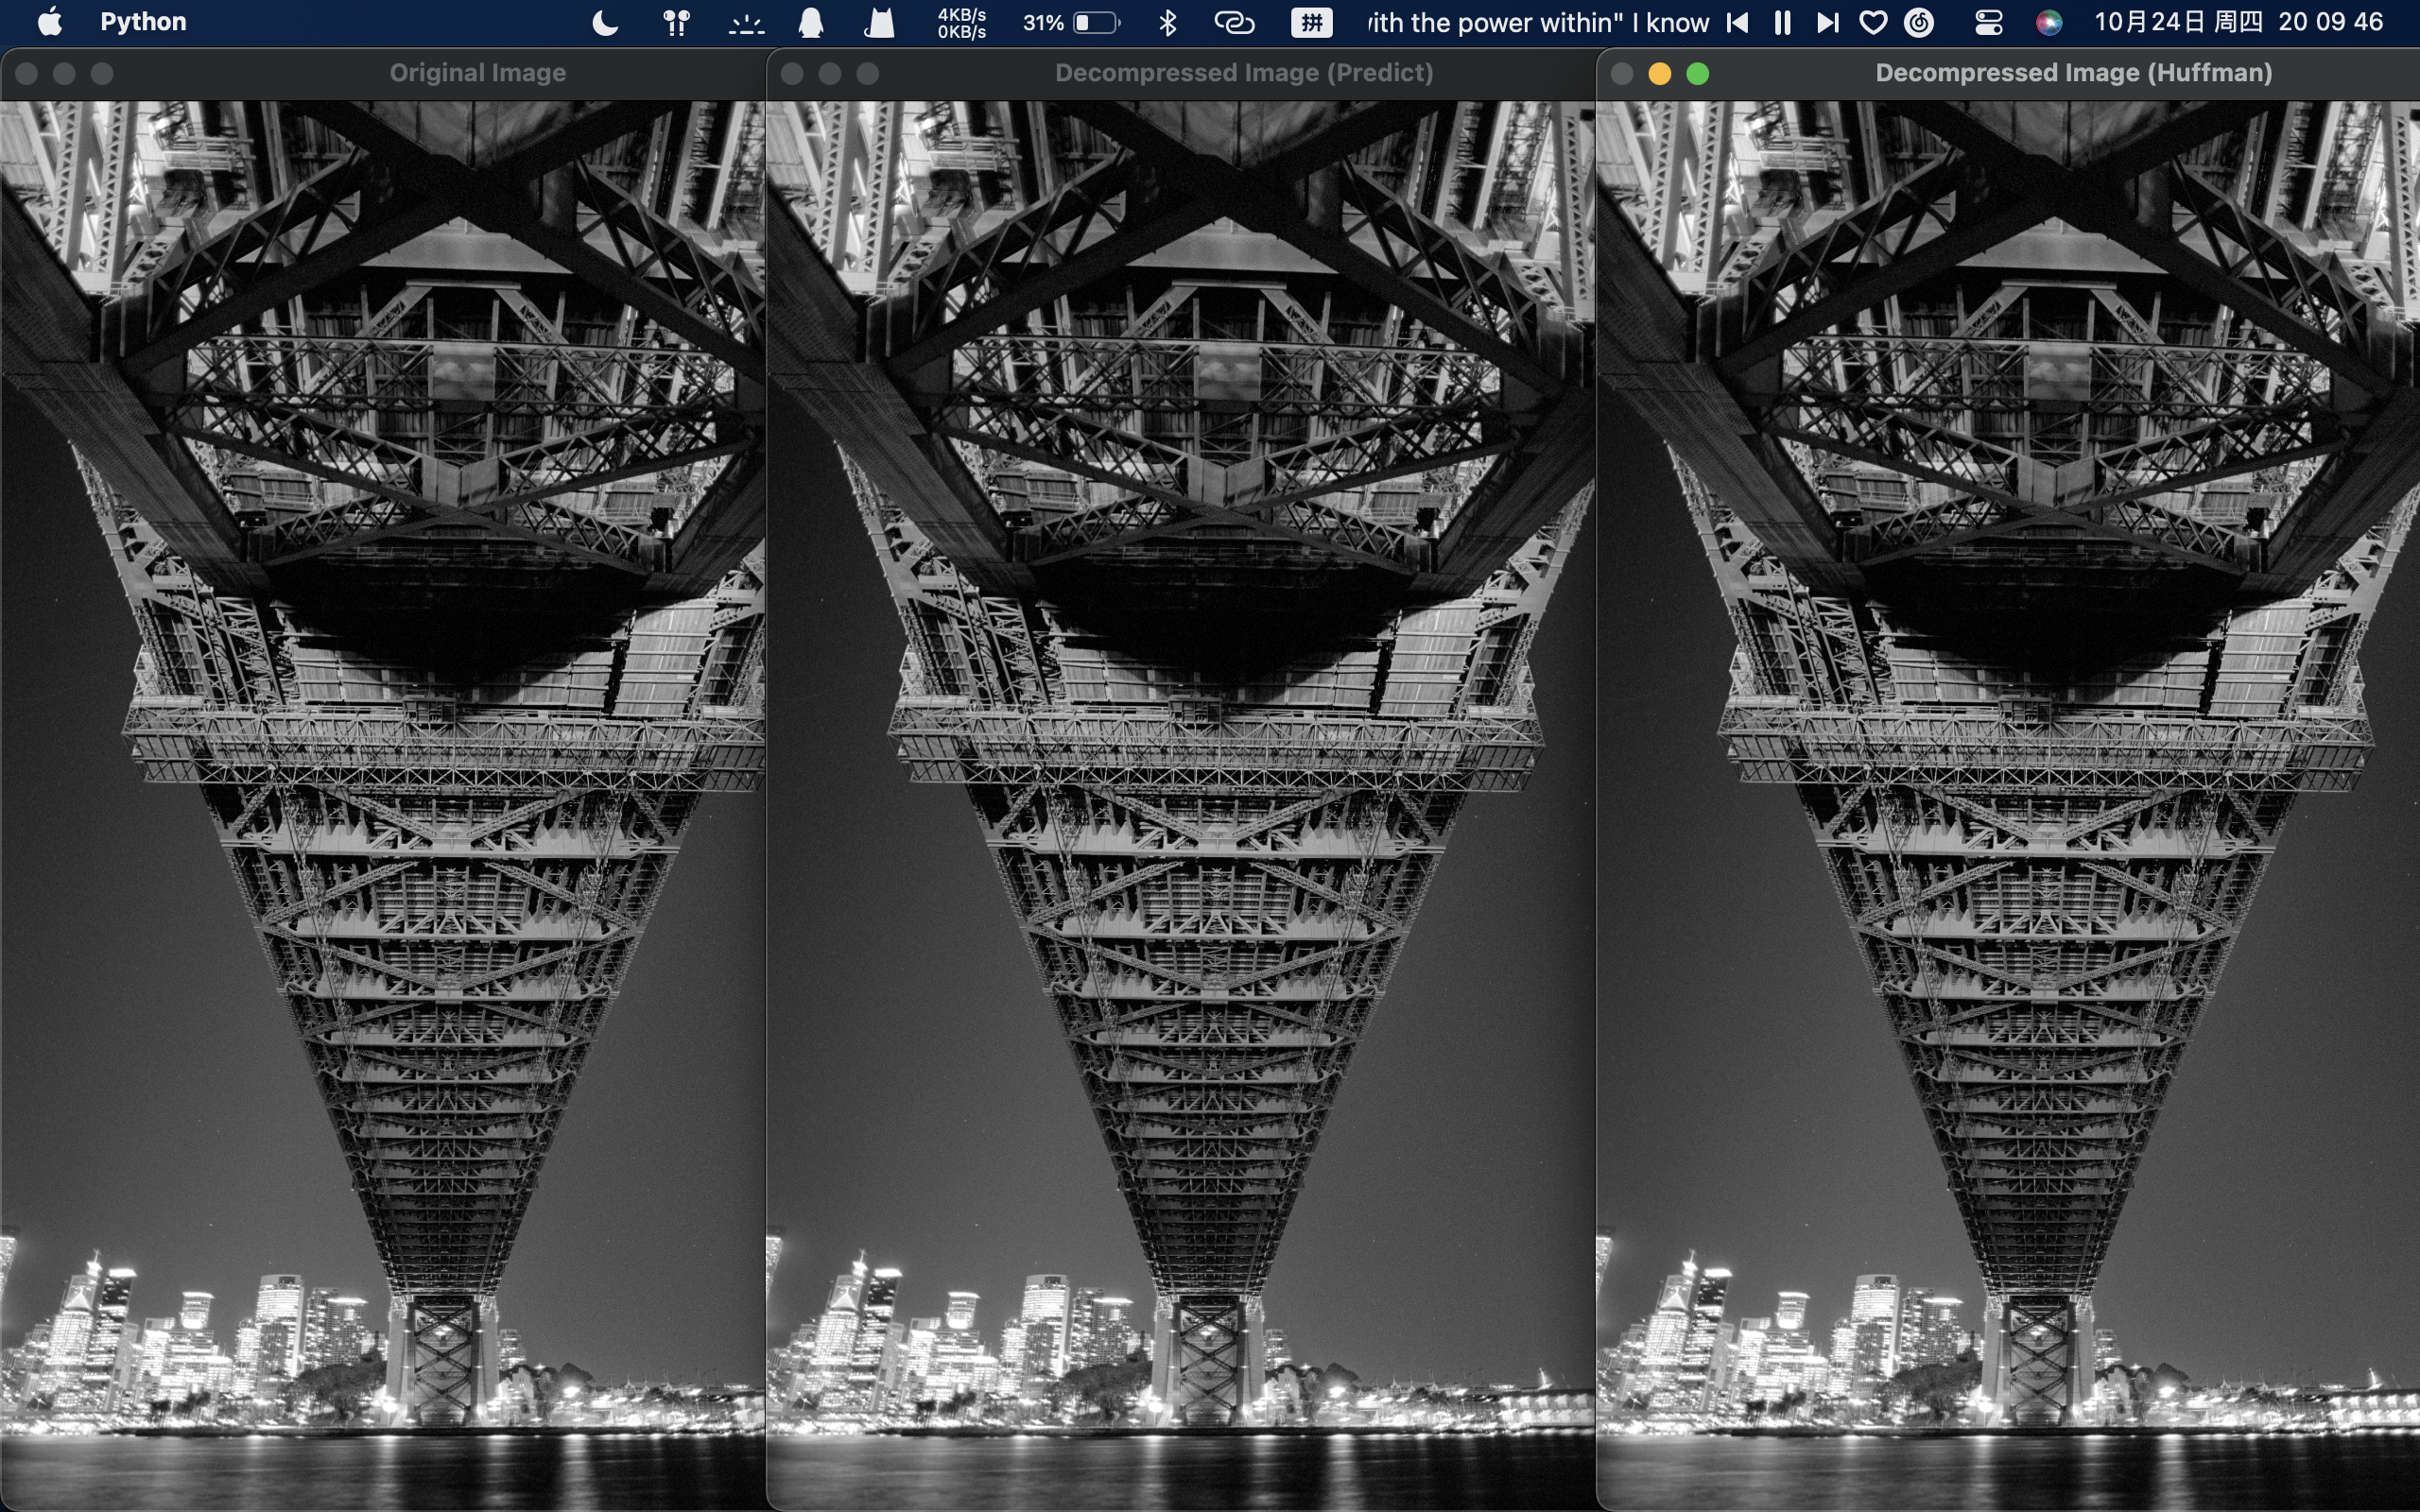 Python 4KB/s 31% 拼 ith the power within" I know 10月24日 周四 20 09 46
0KB/s
Original Image
Decompressed Image (Predict)
Decompressed Image (Huffman)